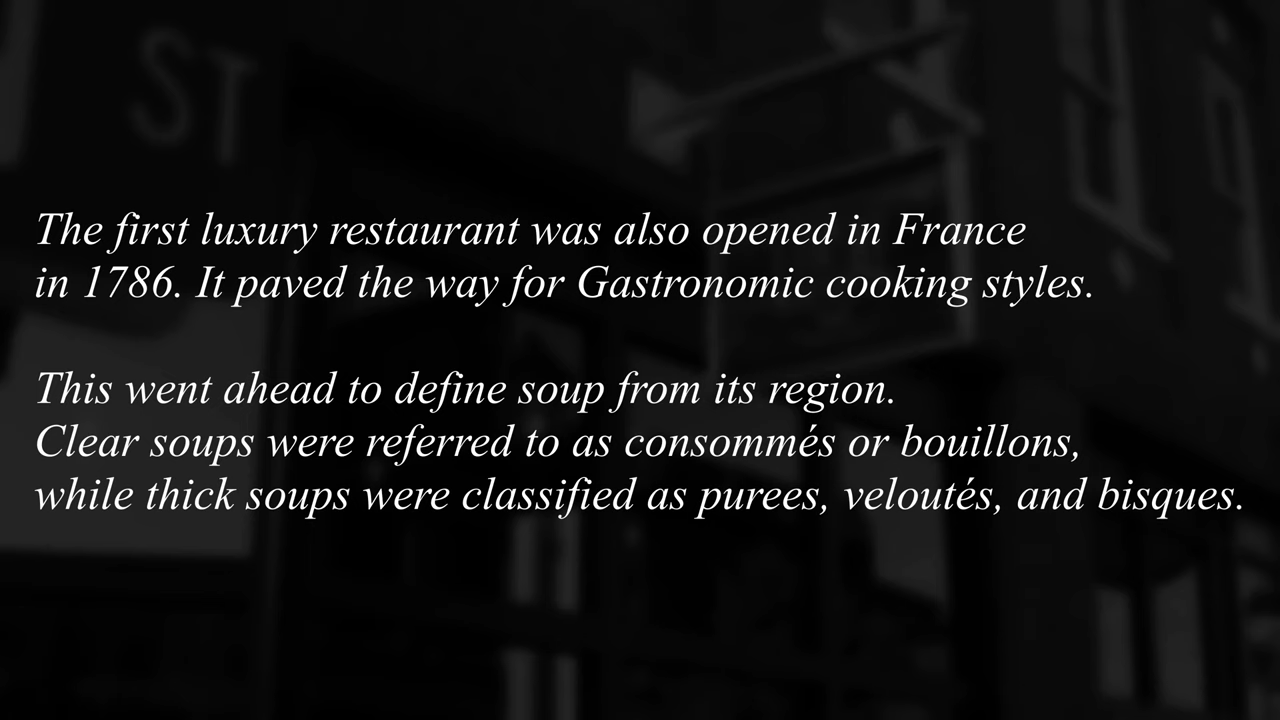 ST
The first luxury restaurant was also opened in France
in 1786. It paved the way for Gastronomic cooking styles.
This went ahead to define soup from its region.
Clear soups were referred to as consommés or bouillons,
while thick soups were classified as purees, veloutés, and bisques.